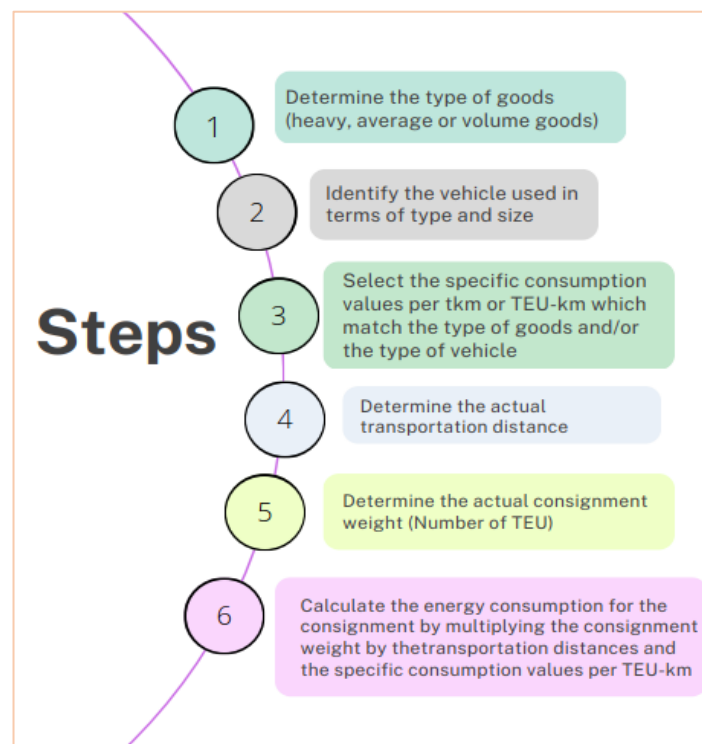 Steps
1
Determine the type of goods
(heavy, average or volume goods)
2
Identify the vehicle used in
terms of type and size
3
Select the specific consumption
values per tkm or TEU-km which
match the type of goods and/or
the type of vehicle
4
Determine the actual
transportation distance
5
Determine the actual consignment
weight (Number of TEU)
6
Calculate the energy consumption for the
consignment by multiplying the consignment
weight by thetransportation distances and
the specific consumption values per TEU-km